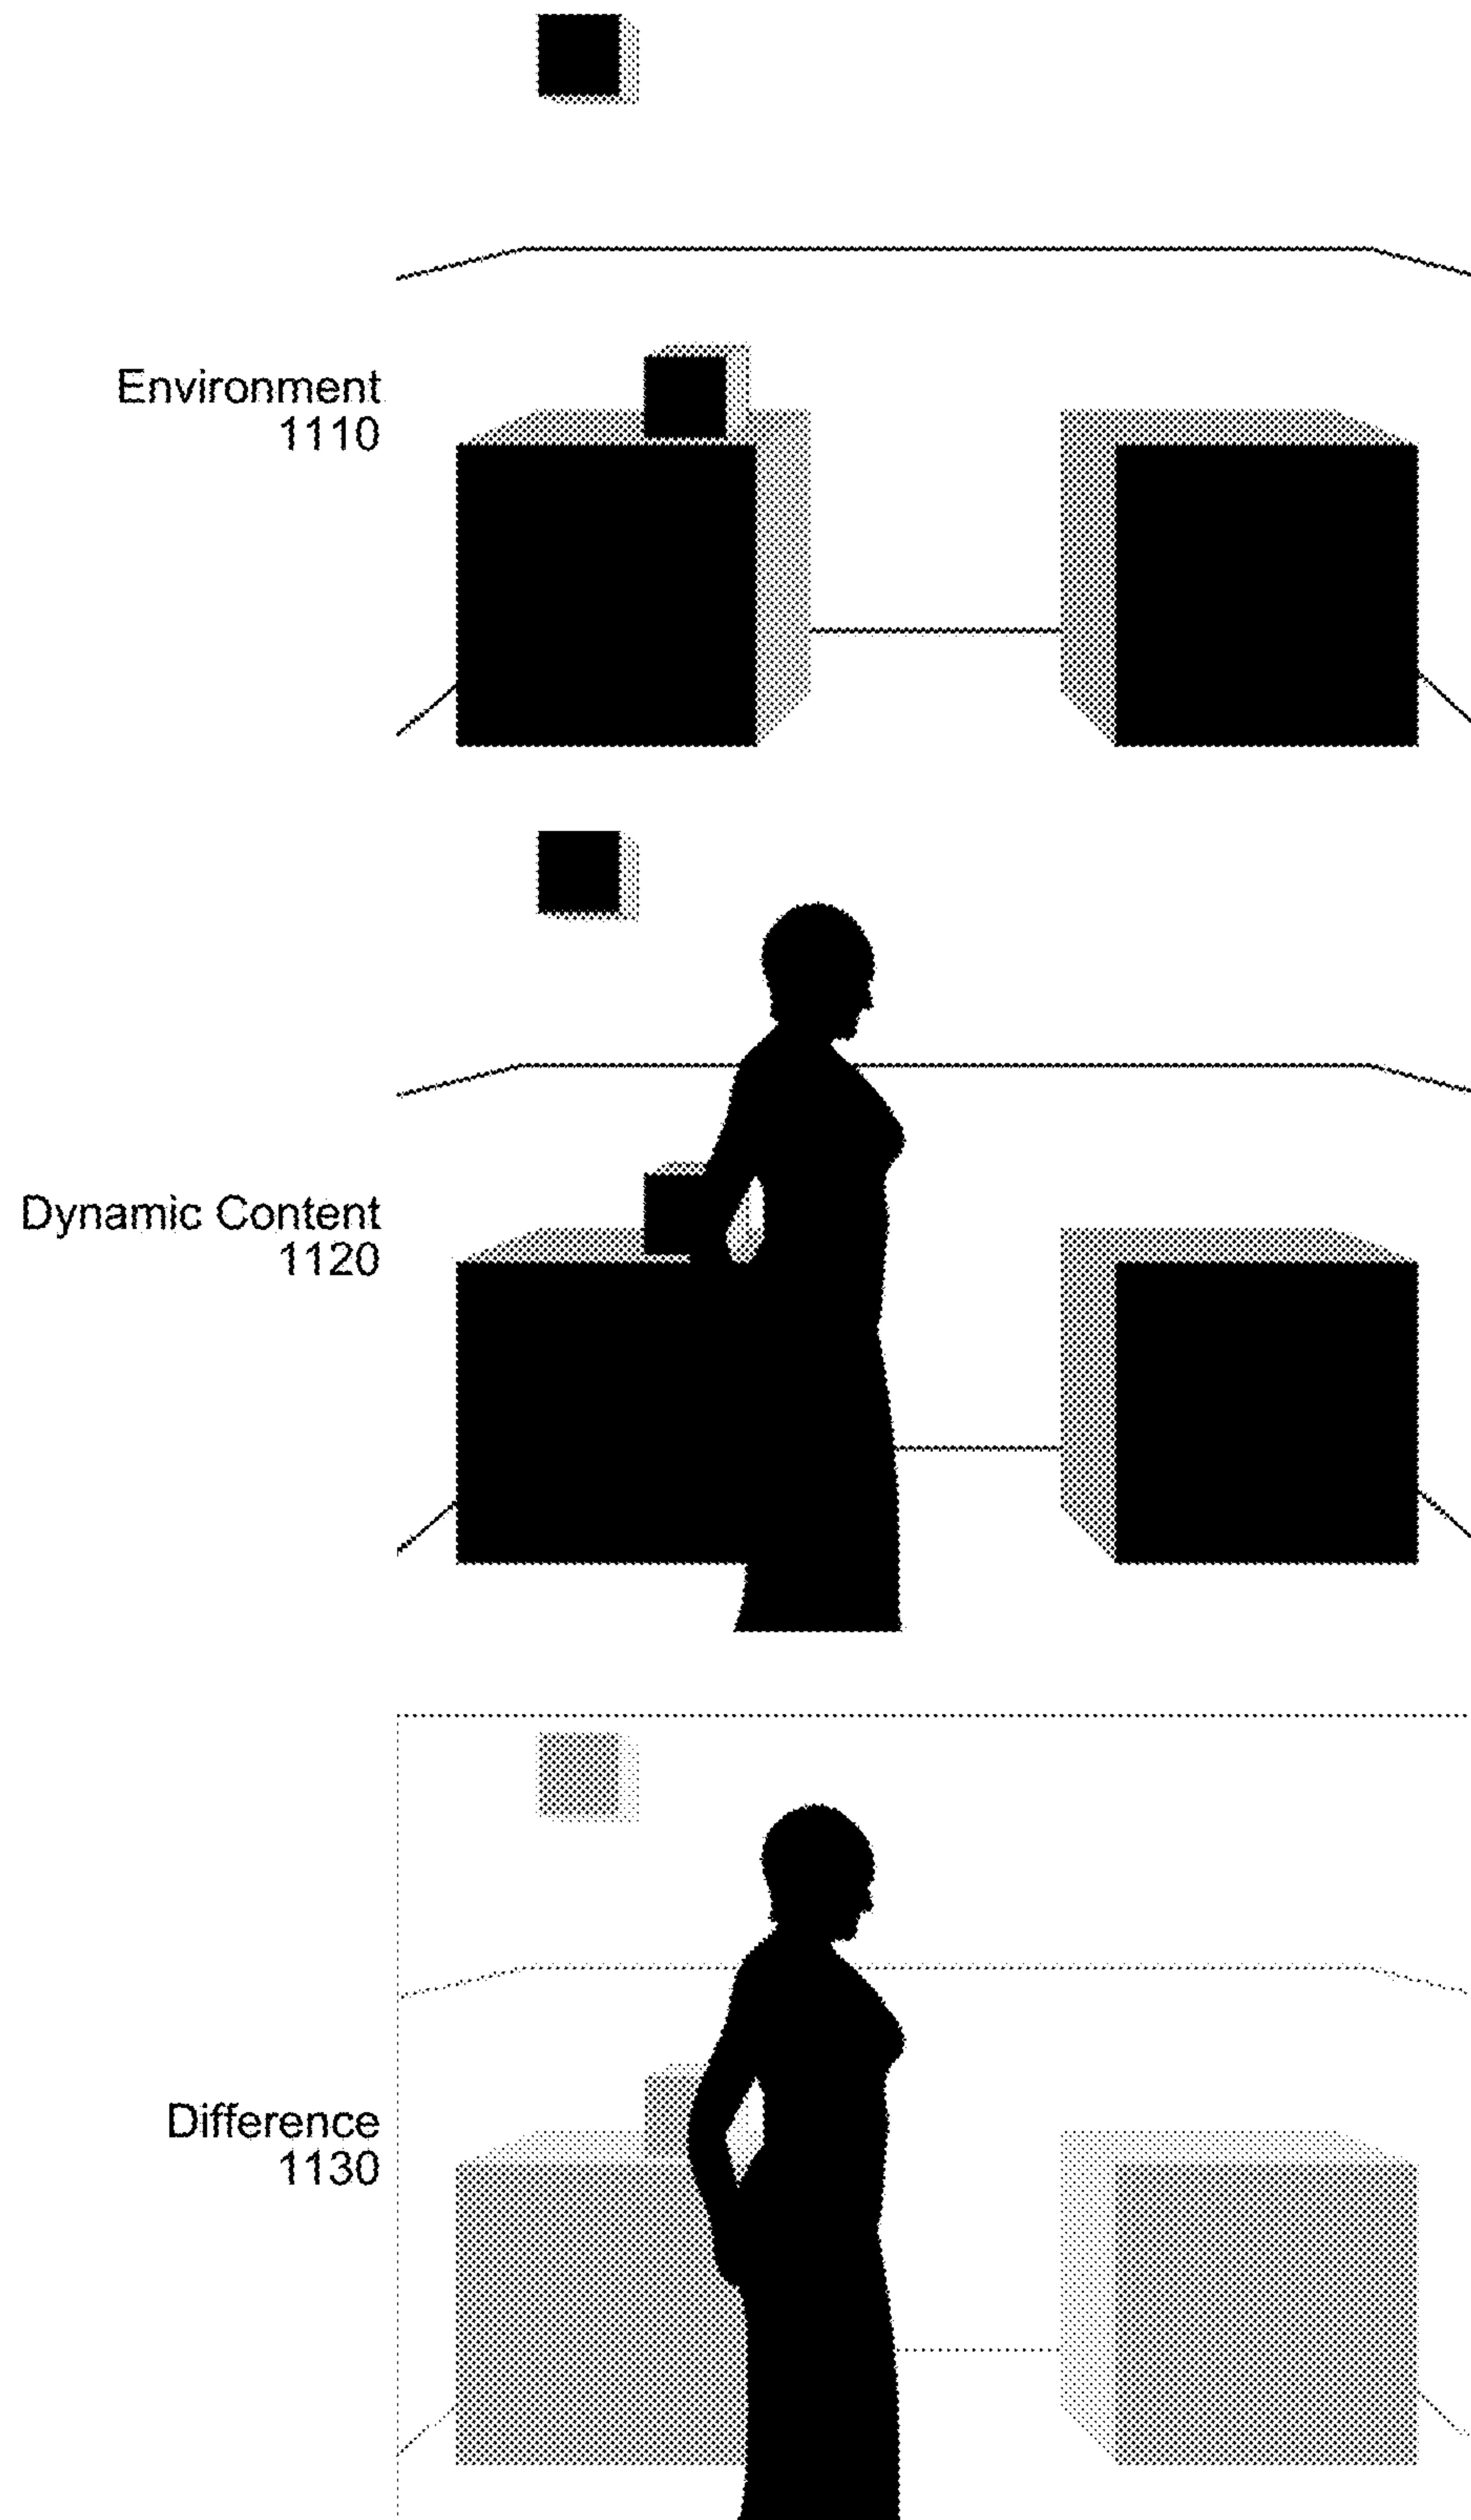 Environment
1110
Dynamic Content
1120
Difference
1130